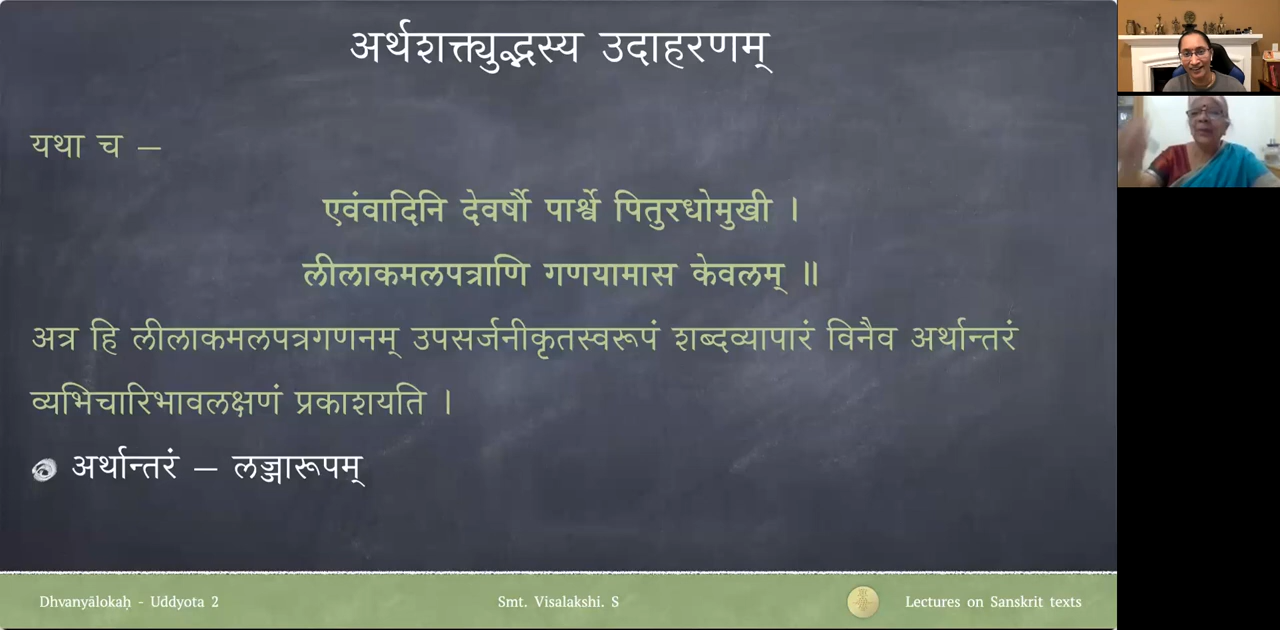 अर्थशक्त्युद्भस्य उदाहरणम्
यथा च –
एवंवादिनि देवर्षौ पार्श्वे पितुरधोमुखी ।
लीलाकमलपत्राणि गणयामास केवलम् ॥
अत्र हि लीलाकमलपत्रगणनम् उपसर्जनीकृतस्वरूपं शब्दव्यापारं विनैव अर्थान्तरं
व्यभिचारिभावलक्षणं प्रकाशयति ।
अर्थान्तरं – लज्जारूपम्
Dhvanyālokaḥ - Uddyota 2 Smt. Visalakshi. S Lectures on Sanskrit texts